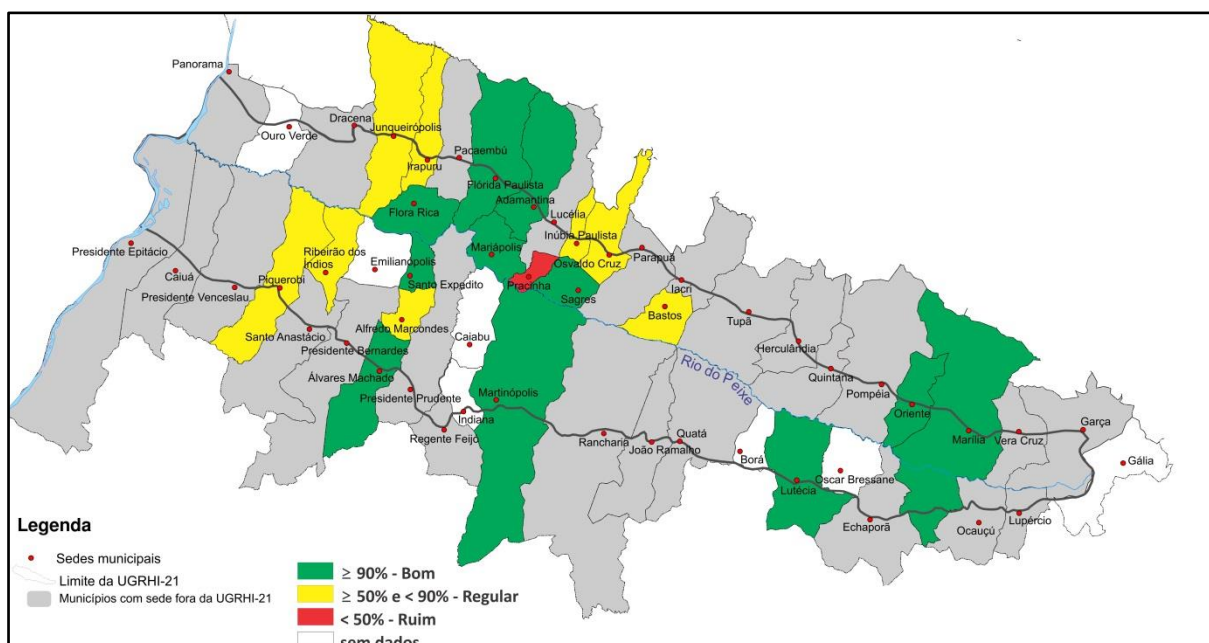 Panorama
Dracena
Ouro Verde
Junqueirópolis
Pacaembú
Irapuru
Flórida Paulista
Adamantina
Flora Rica
Lucélia
Inúbia Paulista
Mariápolis
Osvaldo Cruz
Parapuã
Presidente Epitácio
Ribeirão dos
Índios
Emilianópolis
Caiuá
Piquerobi
Santo Expedito
Pracinha
Sagres
Iacri
Presidente Venceslau
Bastos
Tupã
Santo Anastácio
Alfredo Marcondes
Presidente Bernardes
Caiabu
Herculândia
Rio do Peixe
Álvares Machado
Quintana
Presidente Prudente
Martinópolis
Pompéia
Indiana
Oriente
Regente Feijó
Rancharia
Quatá
João Ramalho
Marília
Vera Cruz
Garça
Borá
Gália
Oscar Bressane
Lutécia
Echaporã
Ocauçú
Lupércio
Legenda
Sedes municipais
Limite da UGRHI-21
Municípios com sede fora da UGRHI-21
≥ 90% - Bom
≥ 50% e < 90% - Regular
< 50% - Ruim
sem dados